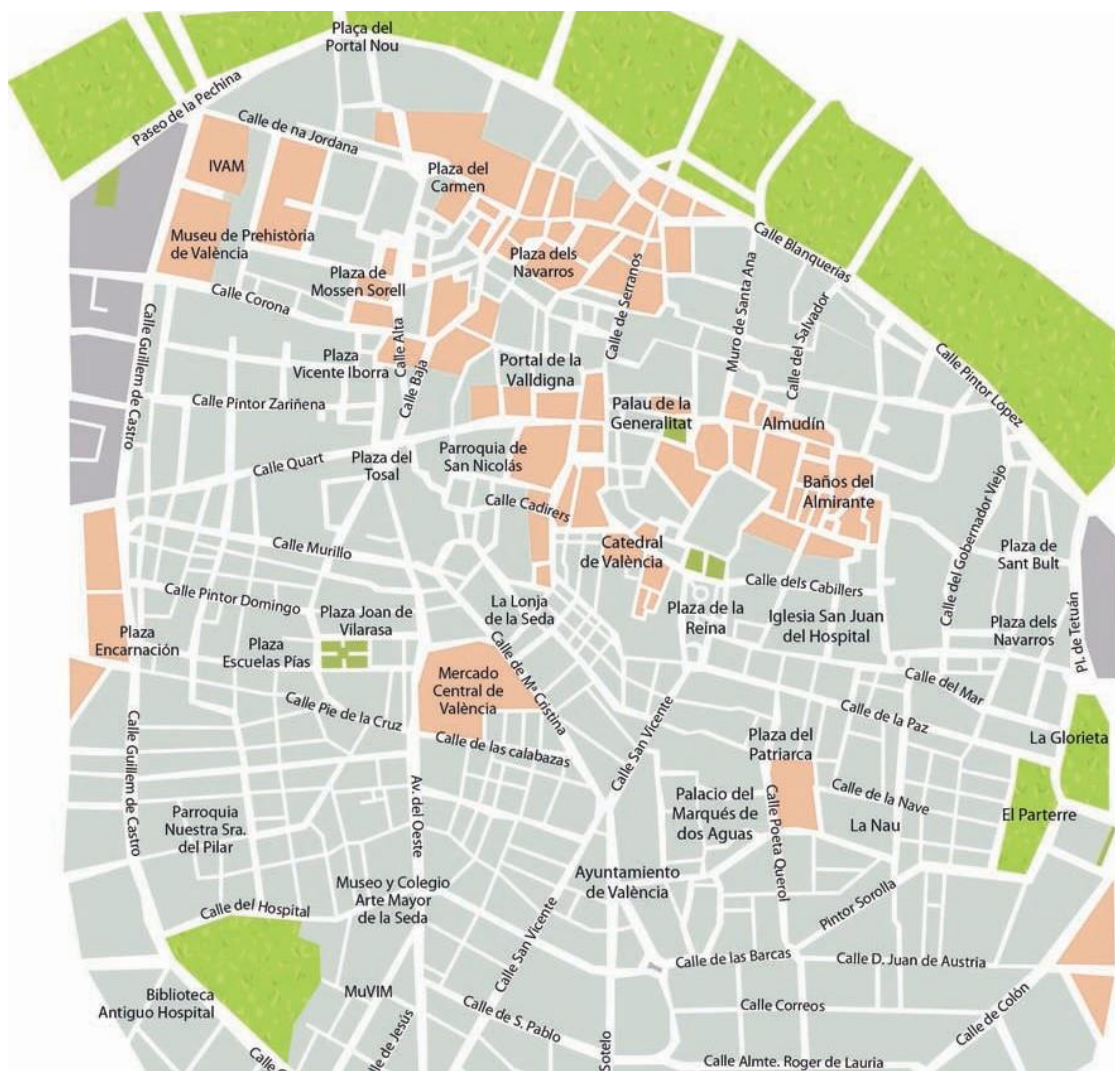 Plaça del
Portal Nou
Paseo de la Pechina
Calle de na Jordana
IVAM
Plaza del
Carmen
Museu de Prehistòria
de València
Plaza dels
Navarros
Calle Blanquerías
Plaza de
Mossen Sorell
Calle Corona
Calle de Serranos
Muro de Santa Ana
Calle del Salvador
Calle Guillem de Castro
Calle Alta
Calle Baja
Plaza
Vicente Iborra
Portal de la
Valldigna
Calle Pintor López
Calle Pintor Zariñena
Palau de la
Generalitat
Almudín
Calle Quart
Plaza del
Tosal
Parroquia de
San Nicolás
Calle Cadirers
Baños del
Almirante
Calle Murillo
Catedral
de València
Calle del Gobernador Viejo
Plaza de
Sant Bult
Calle dels Cabillers
Calle Pintor Domingo
Plaza Joan de
Vilarasa
La Lonja
de la Seda
Plaza de la
Reina
Iglesia San Juan
del Hospital
Plaza dels
Navarros
Pl. de Tetuán
Plaza
Encarnación
Plaza
Escuelas Pías
Mercado
Central de
València
Calle de Mª Cristina
Calle del Mar
Calle Pie de la Cruz
Calle de la Paz
Calle de las calabazas
Calle San Vicente
Plaza del
Patriarca
La Glorieta
Calle Guillem de Castro
Av. del Oeste
Parroquia
Nuestra Sra.
del Pilar
Palacio del
Marqués de
dos Aguas
Calle Poeta Querol
Calle de la Nave
La Nau
El Parterre
Museo y Colegio
Arte Mayor
de la Seda
Ayuntamiento
de València
Calle del Hospital
Calle San Vicente
Pintor Sorolla
Calle de las Barcas
Calle D. Juan de Austria
Biblioteca
Antiguo Hospital
MuVIM
Calle de S. Pablo
Calle Correos
Calle de Colón
Calle
lle de Jesús
Sotelo
Calle Almte. Roger de Lauria